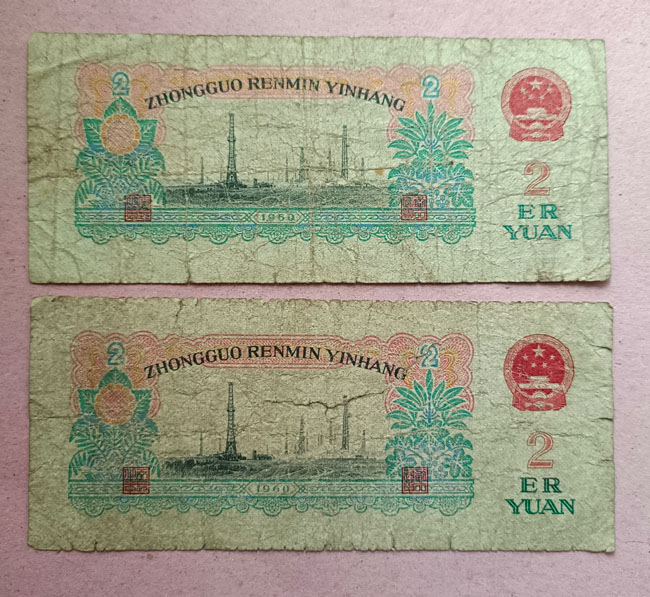 2 2
ZHONGGUO RENMIN YINHANG
2
ER
YUAN
1960
2 2
ZHONGGUO RENMIN YINHANG
2
ER
YUAN
1960